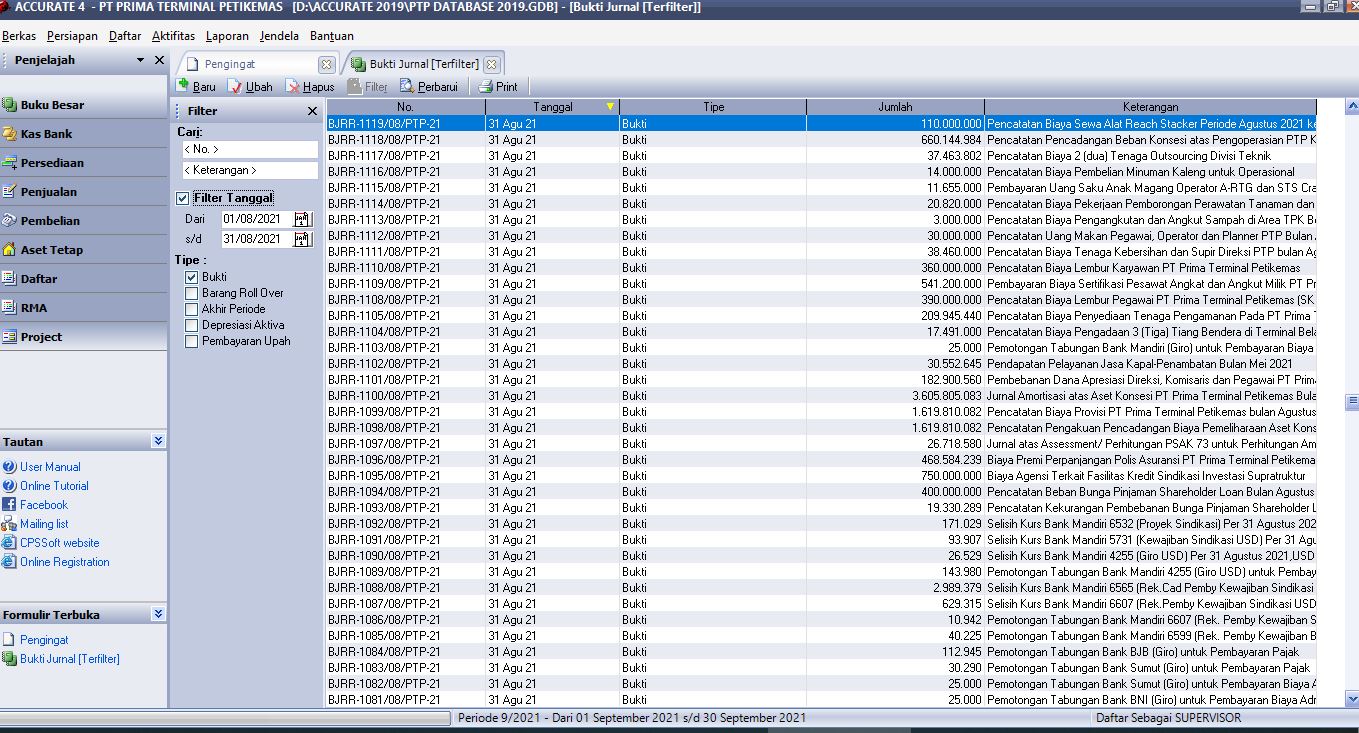 ACCURATE 4 - PT PRIMA TERMINAL PETIKEMAS [D:\ACCURATE 2019\PTP DATABASE 2019.GDB] - [Bukti Jurnal [Terfilter]]
Berkas Persiapan Daftar Aktifitas Laporan Jendela Bantuan
Penjelajah
Pengingat Bukti Jurnal [Terfilter]
Baru Ubah Hapus Filter Perbarui Print
Buku Besar
Kas Bank
Persediaan
Penjualan
Pembelian
Aset Tetap
Daftar
RMA
Project
Tautan
User Manual
Online Tutorial
Facebook
Mailing list
CPSSoft website
Online Registration
Formulir Terbuka
Pengingat
Bukti Jurnal [Terfilter]
Filter
Cari:
< No. >
< Keterangan >
Filter Tanggal
Dari 01/08/2021
s/d 31/08/2021
Tipe :
Bukti
Barang Roll Over
Akhir Periode
Depresiasi Aktiva
Pembayaran Upah
No. Tanggal Tipe Jumlah Keterangan
BJRR-1119/08/PTP-21 31 Agu 21 Bukti 110.000.000 Pencatatan Biaya Sewa Alat Reach Stacker Periode Agustus 2021 ke
BJRR-1118/08/PTP-21 31 Agu 21 Bukti 660.144.984 Pencatatan Pencadangan Beban Konsesi atas Pengoperasian PTP K
BJRR-1117/08/PTP-21 31 Agu 21 Bukti 37.463.802 Pencatatan Biaya 2 (dua) Tenaga Outsourcing Divisi Teknik
BJRR-1116/08/PTP-21 31 Agu 21 Bukti 14.000.000 Pencatatan Biaya Pembelian Minuman Kaleng untuk Operasional
BJRR-1115/08/PTP-21 31 Agu 21 Bukti 11.655.000 Pembayaran Uang Saku Anak Magang Operator A-RTG dan STS Cra
BJRR-1114/08/PTP-21 31 Agu 21 Bukti 20.820.000 Pencatatan Biaya Pekerjaan Pemborongan Perawatan Tanaman dan
BJRR-1113/08/PTP-21 31 Agu 21 Bukti 3.000.000 Pencatatan Biaya Pengangkutan dan Angkut Sampah di Area TPK B
BJRR-1112/08/PTP-21 31 Agu 21 Bukti 30.000.000 Pencatatan Uang Makan Pegawai, Operator dan Planner PTP Bulan
BJRR-1111/08/PTP-21 31 Agu 21 Bukti 38.460.000 Pencatatan Biaya Tenaga Kebersihan dan Supir Direksi PTP bulan Ag
BJRR-1110/08/PTP-21 31 Agu 21 Bukti 360.000.000 Pencatatan Biaya Lembur Karyawan PT Prima Terminal Petikemas
BJRR-1109/08/PTP-21 31 Agu 21 Bukti 541.200.000 Pembayaran Biaya Sertifikasi Pesawat Angkat dan Angkut Milik PT Pr
BJRR-1108/08/PTP-21 31 Agu 21 Bukti 390.000.000 Pencatatan Biaya Lembur Pegawai PT Prima Terminal Petikemas (SK
BJRR-1105/08/PTP-21 31 Agu 21 Bukti 209.945.440 Pencatatan Biaya Penyediaan Tenaga Pengamanan Pada PT Prima
BJRR-1104/08/PTP-21 31 Agu 21 Bukti 17.491.000 Pencatatan Biaya Pengadaan 3 (Tiga) Tiang Bendera di Terminal Bela
BJRR-1103/08/PTP-21 31 Agu 21 Bukti 25.000 Pemotongan Tabungan Bank Mandiri (Giro) untuk Pembayaran Biaya
BJRR-1102/08/PTP-21 31 Agu 21 Bukti 30.552.645 Pendapatan Pelayanan Jasa Kapal-Penambatan Bulan Mei 2021
BJRR-1101/08/PTP-21 31 Agu 21 Bukti 182.900.560 Pembebanan Dana Apresiasi Direksi, Komisaris dan Pegawai PT Prim
BJRR-1100/08/PTP-21 31 Agu 21 Bukti 3.605.805.083 Jurnal Amortisasi atas Aset Konsesi PT Prima Terminal Petikemas Bula
BJRR-1099/08/PTP-21 31 Agu 21 Bukti 1.619.810.082 Pencatatan Biaya Provisi PT Prima Terminal Petikemas bulan Agustus
BJRR-1098/08/PTP-21 31 Agu 21 Bukti 1.619.810.082 Pencatatan Pengakuan Pencadangan Biaya Pemeliharaan Aset Kons
BJRR-1097/08/PTP-21 31 Agu 21 Bukti 26.718.580 Jurnal atas Assessment/ Perhitungan PSAK 73 untuk Perhitungan Am
BJRR-1096/08/PTP-21 31 Agu 21 Bukti 468.584.239 Biaya Premi Perpanjangan Polis Asuransi PT Prima Terminal Petikema
BJRR-1095/08/PTP-21 31 Agu 21 Bukti 750.000.000 Biaya Agensi Terkait Fasilitas Kredit Sindikasi Investasi Supratruktur
BJRR-1094/08/PTP-21 31 Agu 21 Bukti 400.000.000 Pencatatan Beban Bunga Pinjaman Shareholder Loan Bulan Agustus
BJRR-1093/08/PTP-21 31 Agu 21 Bukti 19.330.289 Pencatatan Kekurangan Pembebanan Bunga Pinjaman Shareholder L
BJRR-1092/08/PTP-21 31 Agu 21 Bukti 171.029 Selisih Kurs Bank Mandiri 6532 (Proyek Sindikasi) Per 31 Agustus 202
BJRR-1091/08/PTP-21 31 Agu 21 Bukti 93.907 Selisih Kurs Bank Mandiri 5731 (Kewajiban Sindikasi USD) Per 31 Agu
BJRR-1090/08/PTP-21 31 Agu 21 Bukti 26.529 Selisih Kurs Bank Mandiri 4255 (Giro USD) Per 31 Agustus 2021,USD
BJRR-1089/08/PTP-21 31 Agu 21 Bukti 143.980 Pemotongan Tabungan Bank Mandiri 4255 (Giro USD) untuk Pembay
BJRR-1088/08/PTP-21 31 Agu 21 Bukti 2.989.379 Selisih Kurs Bank Mandiri 6565 (Rek.Cad Pemby Kewajiban Sindikasi
BJRR-1087/08/PTP-21 31 Agu 21 Bukti 629.315 Selisih Kurs Bank Mandiri 6607 (Rek.Pemby Kewajiban Sindikasi USD
BJRR-1086/08/PTP-21 31 Agu 21 Bukti 10.942 Pemotongan Tabungan Bank Mandiri 6607 (Rek. Pemby Kewajiban S
BJRR-1085/08/PTP-21 31 Agu 21 Bukti 40.225 Pemotongan Tabungan Bank Mandiri 6599 (Rek. Pemby Kewajiban B
BJRR-1084/08/PTP-21 31 Agu 21 Bukti 112.945 Pemotongan Tabungan Bank BJB (Giro) untuk Pembayaran Pajak
BJRR-1083/08/PTP-21 31 Agu 21 Bukti 30.290 Pemotongan Tabungan Bank Sumut (Giro) untuk Pembayaran Pajak
BJRR-1082/08/PTP-21 31 Agu 21 Bukti 25.000 Pemotongan Tabungan Bank Sumut (Giro) untuk Pembayaran Biaya A
BJRR-1081/08/PTP-21 31 Agu 21 Bukti 25.000 Pemotongan Tabungan Bank BNI (Giro) untuk Pembayaran Biaya Adm
Periode 9/2021 - Dari 01 September 2021 s/d 30 September 2021
Daftar Sebagai SUPERVISOR